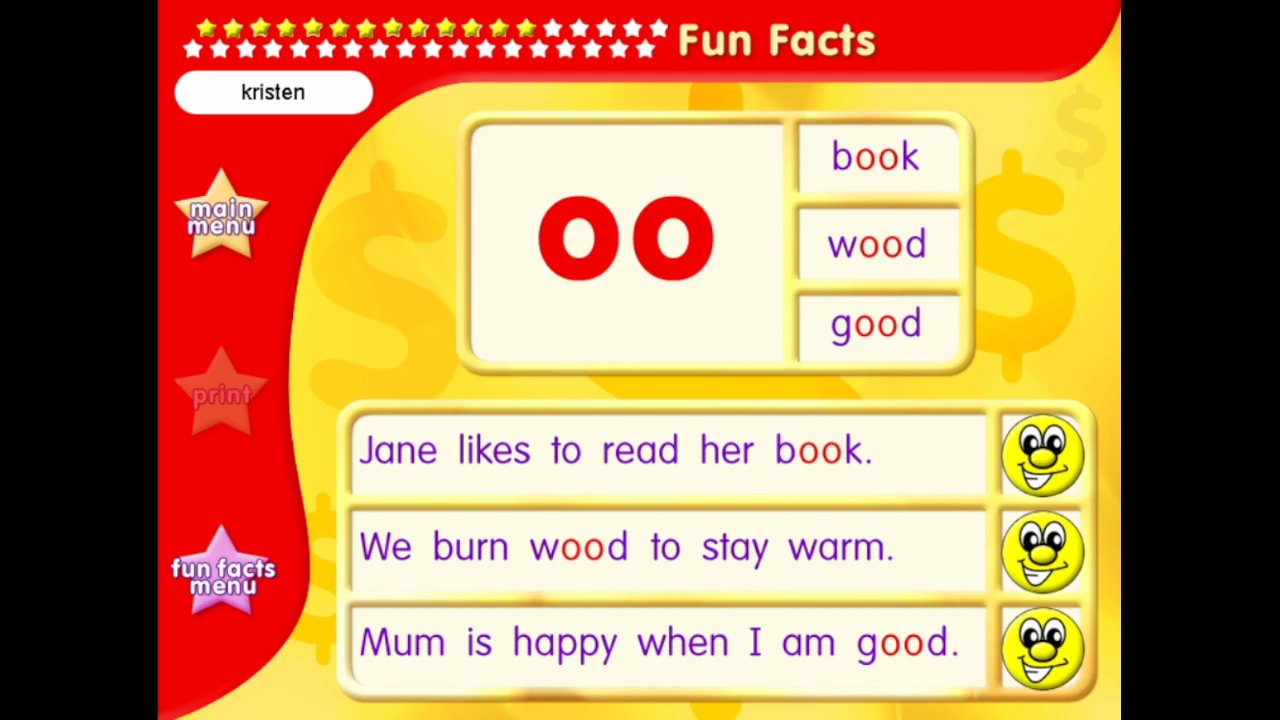 Fun Facts
kristen
main
menu
print
fun facts
menu
oo
book
wood
good
Jane likes to read her book.
We burn wood to stay warm.
Mum is happy when I am good.